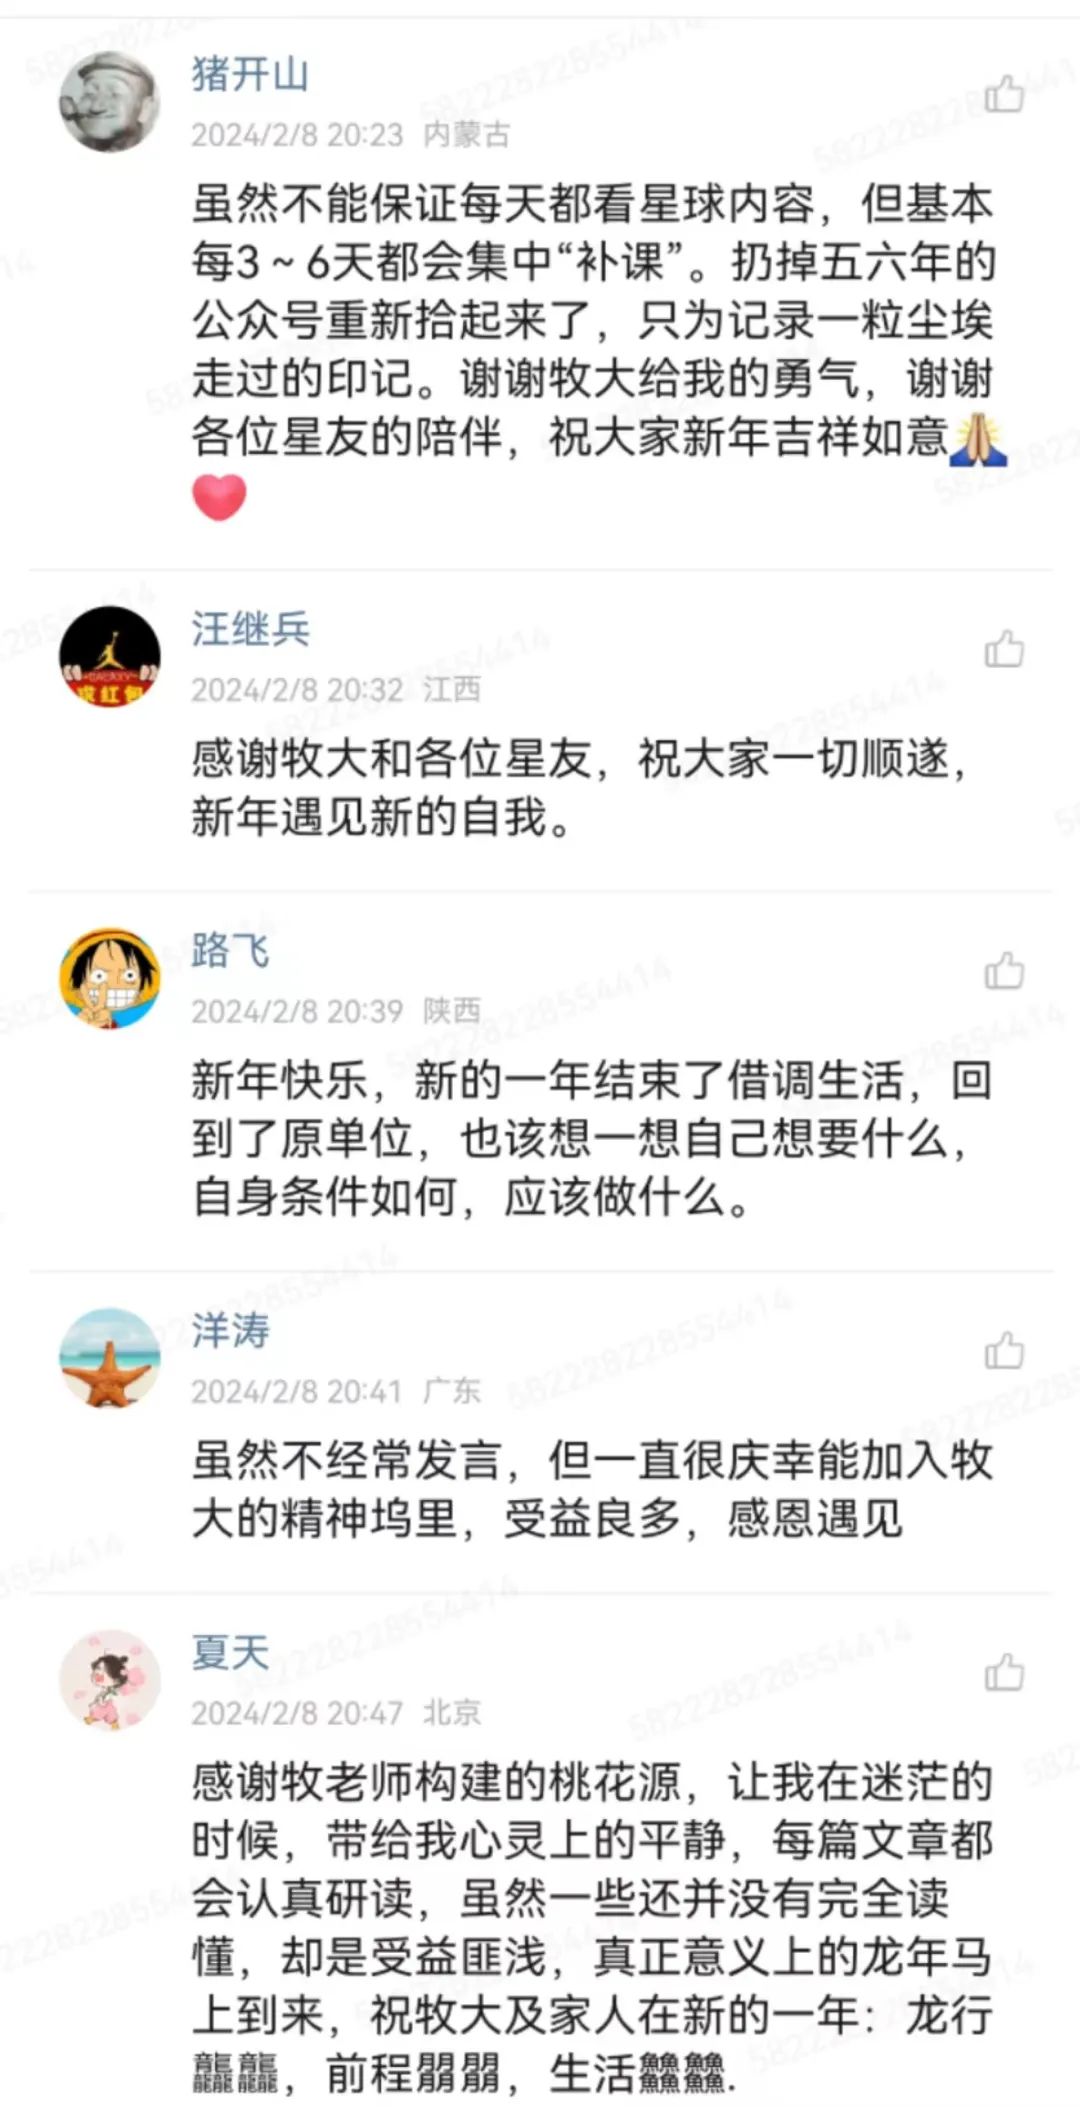 猪开山
2024/2/8 20:23 内蒙古
虽然不能保证每天都看星球内容，但基本
每3～6天都会集中“补课”。扔掉五六年的
公众号重新拾起来了，只为记录一粒尘埃
走过的印记。谢谢牧大给我的勇气，谢谢
各位星友的陪伴，祝大家新年吉祥如意🙏
❤
汪继兵
2024/2/8 20:32 江西
感谢牧大和各位星友，祝大家一切顺遂，
新年遇见新的自我。
路飞
2024/2/8 20:39 陕西
新年快乐，新的一年结束了借调生活，回
到了原单位，也该想一想自己想要什么，
自身条件如何，应该做什么。
洋涛
2024/2/8 20:41 广东
虽然不经常发言，但一直很庆幸能加入牧
大的精神坞里，受益良多，感恩遇见
夏天
2024/2/8 20:47 北京
感谢牧老师构建的桃花源，让我在迷茫的
时候，带给我心灵上的平静，每篇文章都
会认真研读，虽然一些还并没有完全读
懂，却是受益匪浅，真正意义上的龙年马
上到来，祝牧大及家人在新的一年：龙行
龘龘，前程朤朤，生活䲜䲜.
582228228554414